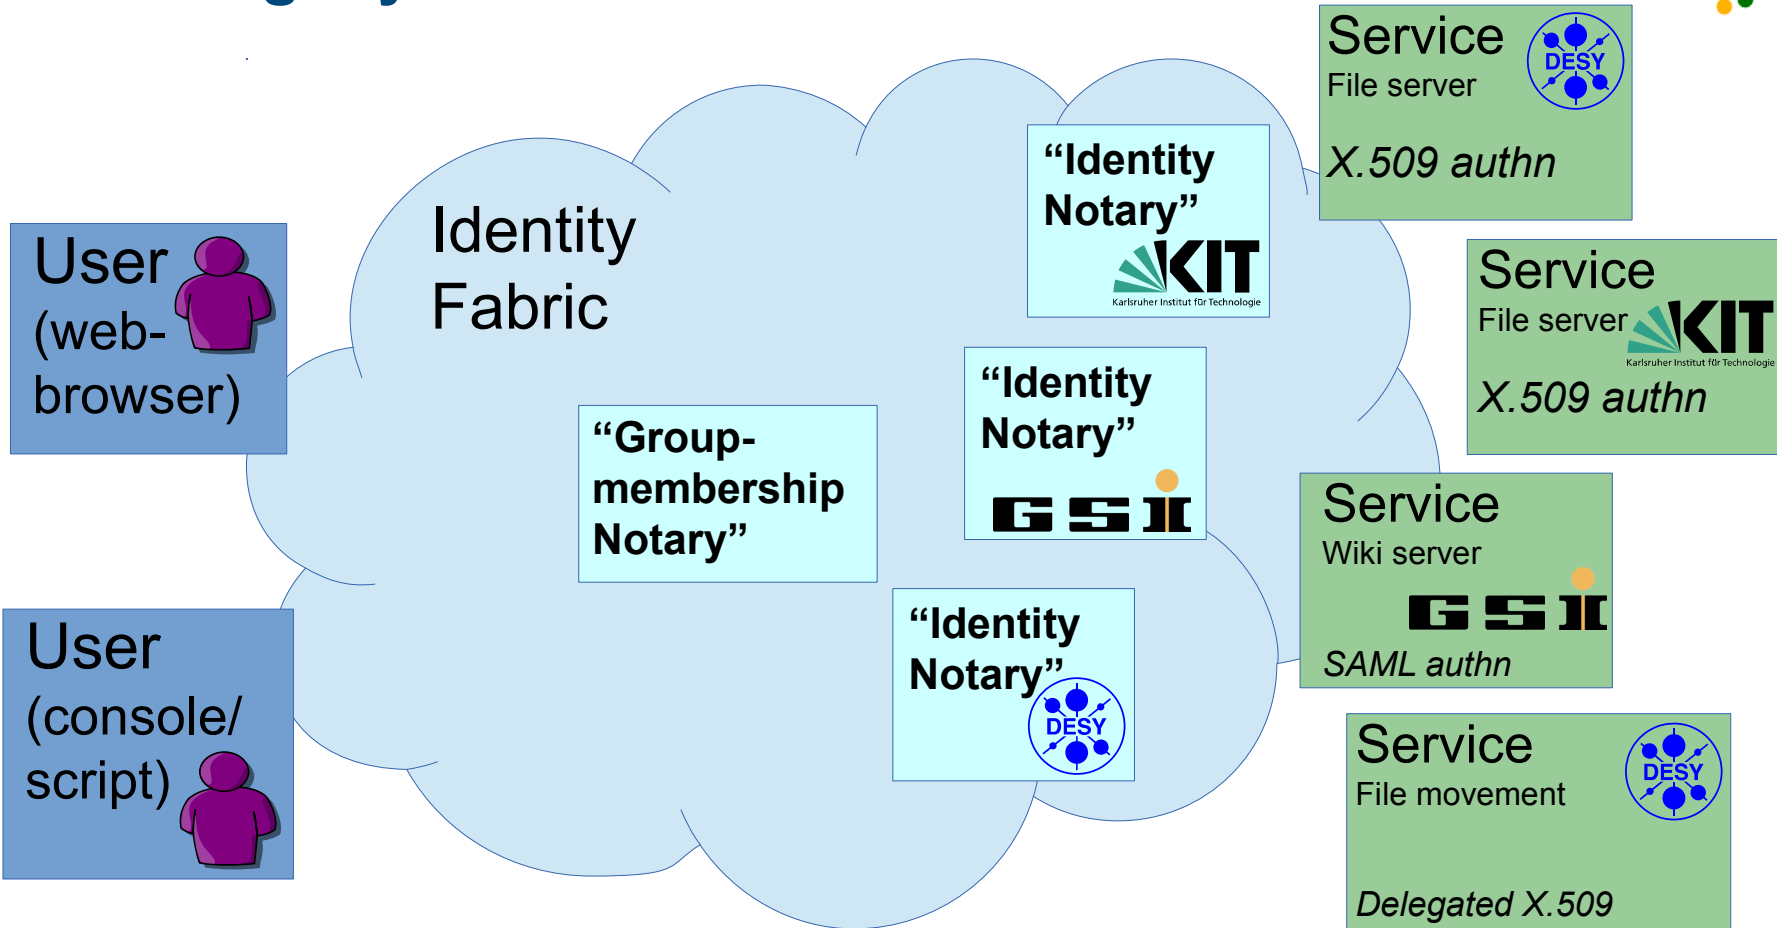 User
(web-
browser)
User
(console/
script)
Identity
Fabric
“Group-
membership
Notary”
“Identity
Notary”
KIT
Karlsruher Institut für Technologie
“Identity
Notary”
GSI
“Identity
Notary”
DESY
Service
File server
DESY
X.509 authn
Service
File server
KIT
Karlsruher Institut für Technologie
X.509 authn
Service
Wiki server
GSI
SAML authn
Service
File movement
DESY
Delegated X.509